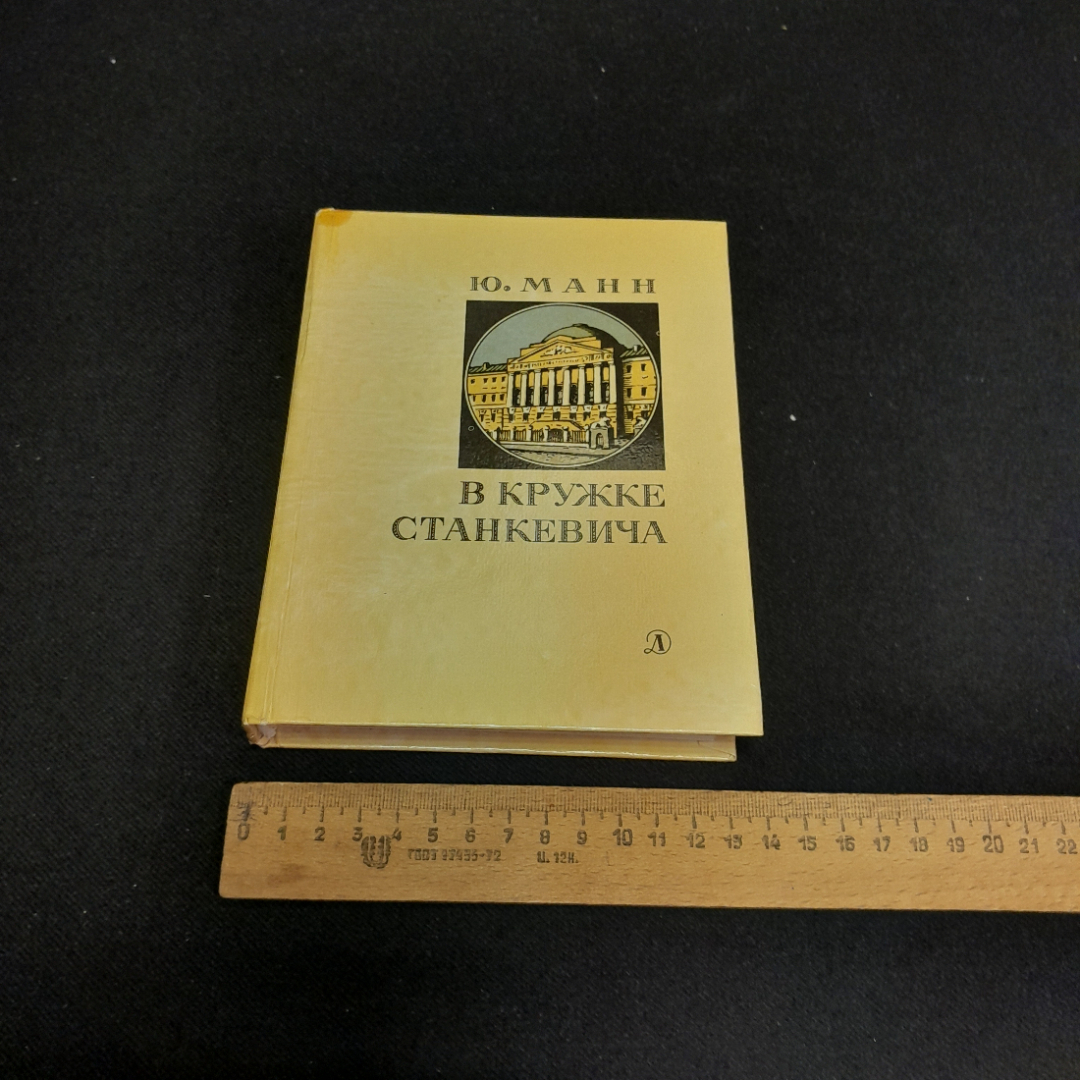 Ю. МАНН
В КРУЖКЕ
СТАНКЕВИЧА
Д
0 1 2 3 4 5 6 7 8 9 10 11 12 13 14 15 16 17 18 19 20 21 22
Ц. 12к.